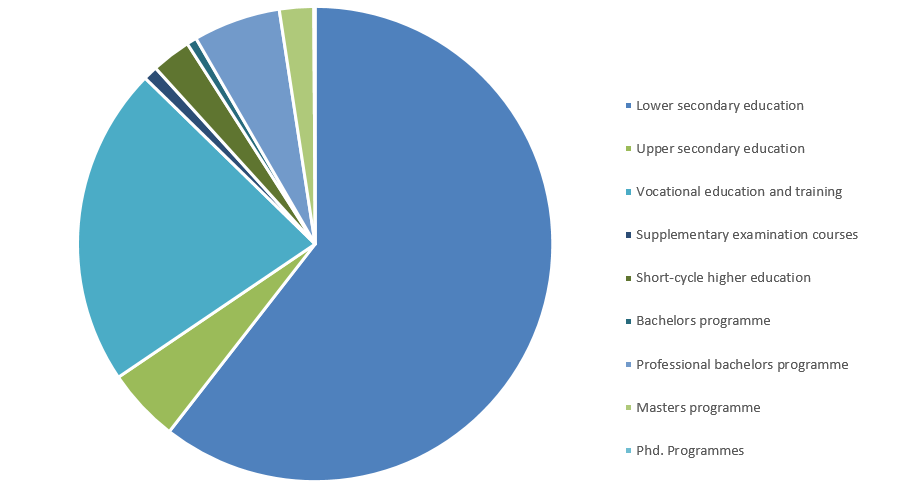 Lower secondary education
Upper secondary education
Vocational education and training
Supplementary examination courses
Short-cycle higher education
Bachelors programme
Professional bachelors programme
Masters programme
Phd. Programmes